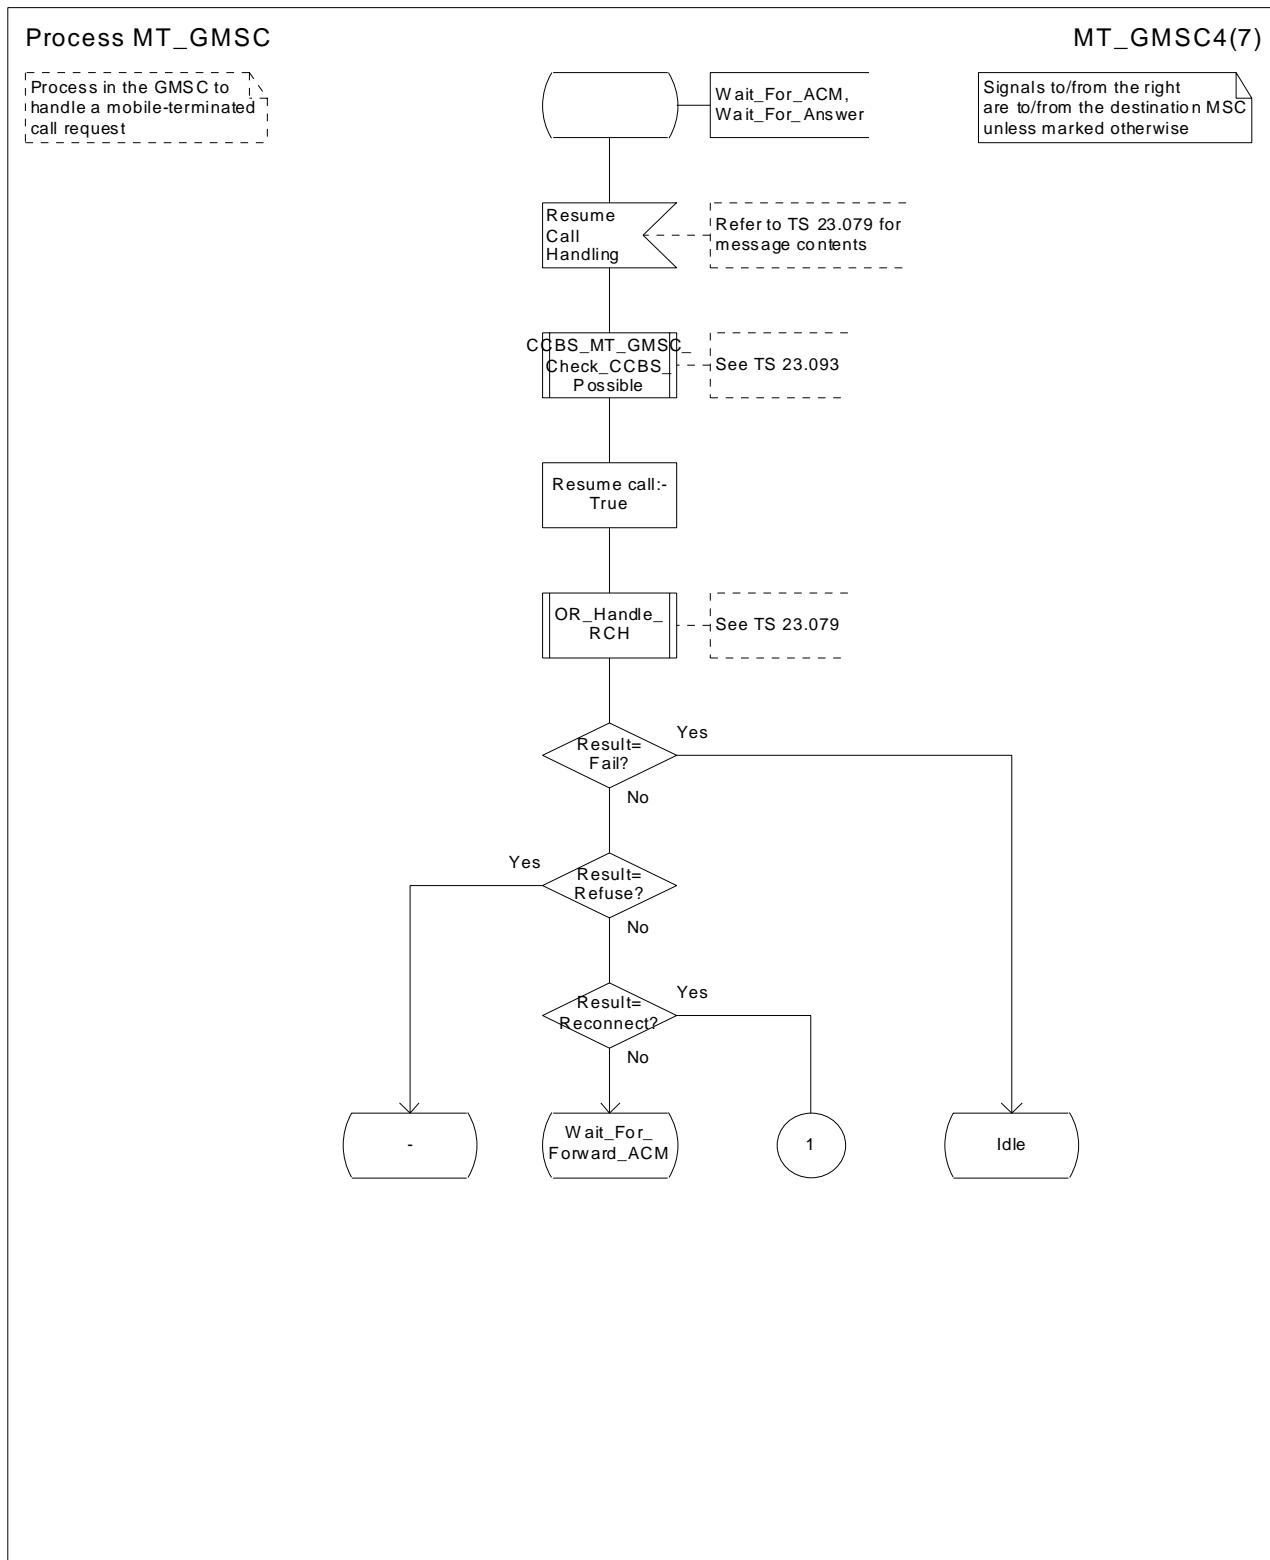 Process MT_GMSC
MT_GMSC4(7)
Process in the GMSC to
handle a mobile-terminated
call request
Wait_For_ACM,
Wait_For_Answer
Signals to/from the right
are to/from the destination MSC
unless marked otherwise
Resume
Call
Handling
Refer to TS 23.079 for
message contents
CCBS_MT_GMSC_
Check_CCBS_
Possible
See TS 23.093
Resume call:-
True
OR_Handle_
RCH
See TS 23.079
Result=
Fail?
Yes
No
Yes
Result=
Refuse?
No
Result=
Reconnect?
Yes
No
-
Wait_For_
Forward_ACM
1
Idle